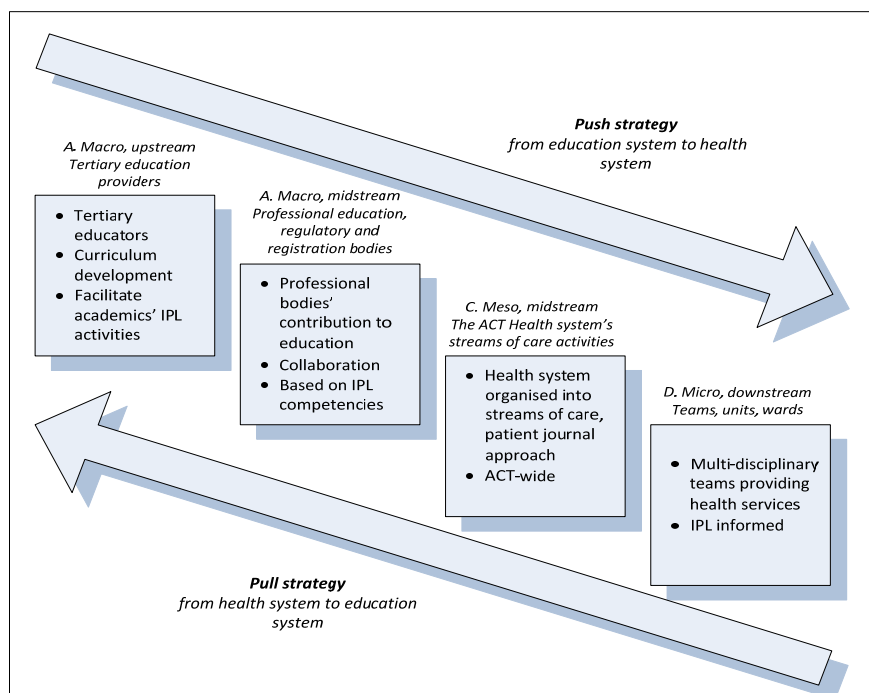 Push strategy
from education system to health
system
A. Macro, upstream
Tertiary education
providers
• Tertiary
educators
• Curriculum
development
• Facilitate
academics' IPL
activities
A. Macro, midstream
Professional education,
regulatory and
registration bodies
• Professional
bodies'
contribution to
education
• Collaboration
• Based on IPL
competencies
C. Meso, midstream
The ACT Health system's
streams of care activities
• Health system
organised into
streams of care,
patient journal
approach
• ACT-wide
D. Micro, downstream
Teams, units, wards
• Multi-disciplinary
teams providing
health services
• IPL informed
Pull strategy
from health system to education
system